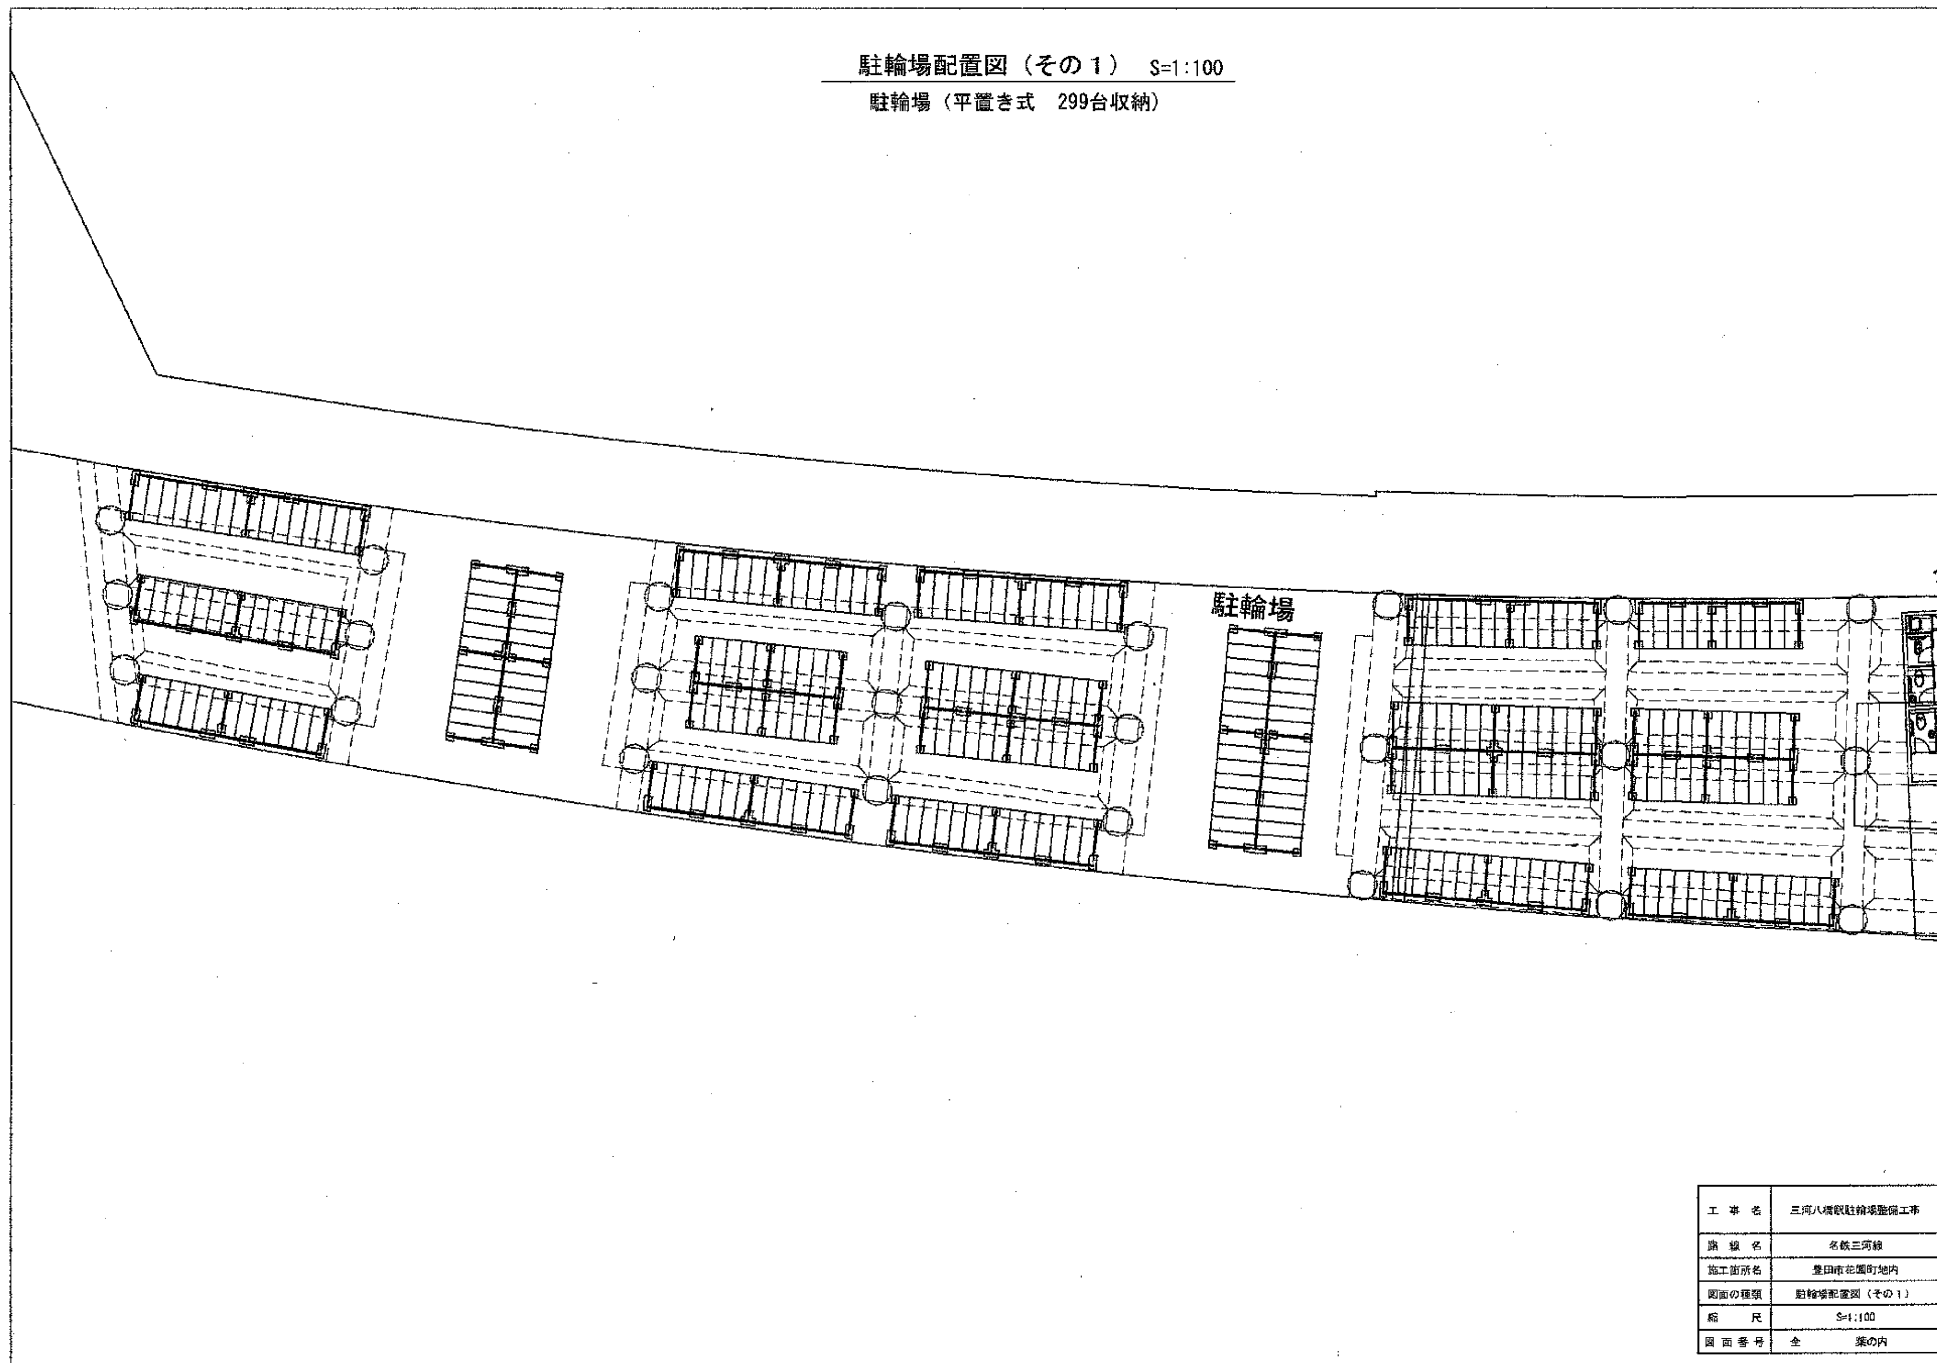 駐輪場配置図（その１） S=1:100
駐輪場（平置き式 299台収納）
駐輪場
工事名 三河八橋駅駐輪場整備工事
路線名 名鉄三河線
施工箇所名 豊田市花園町地内
図面の種類 駐輪場配置図（その１）
縮尺 S=1:100
図面番号 全 葉の内